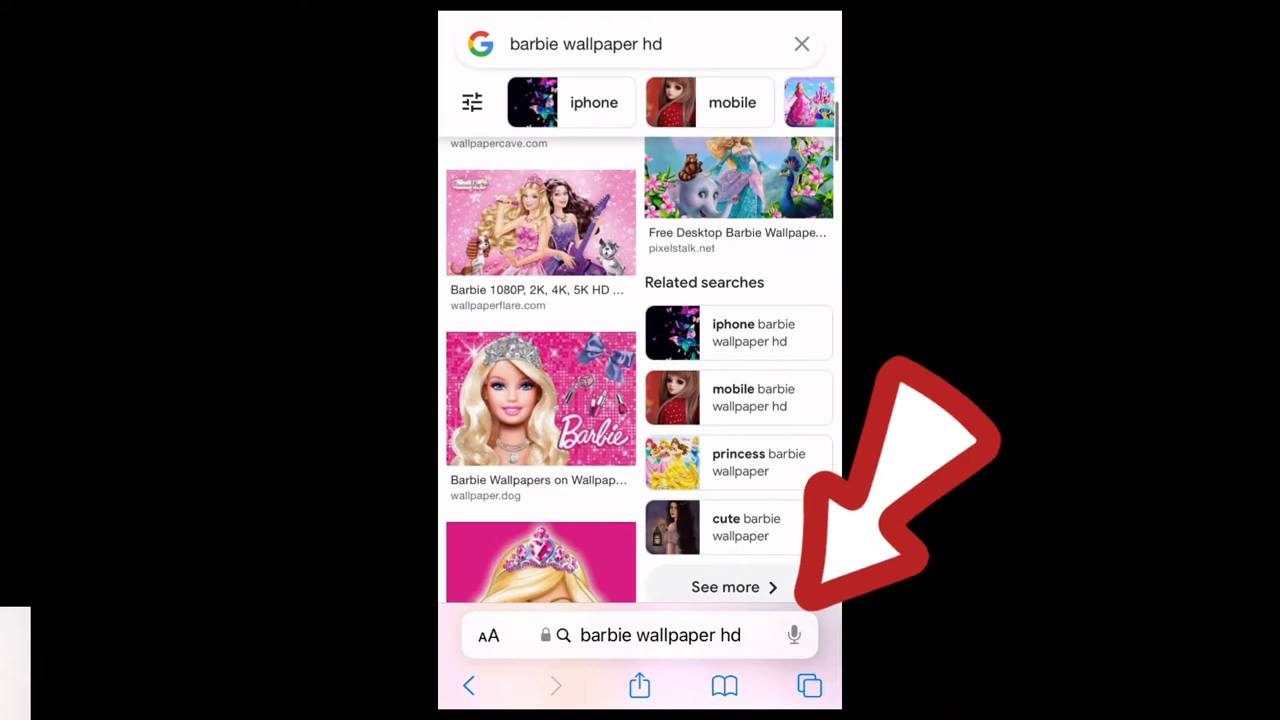 barbie wallpaper hd
iphone
mobile
wallpapercave.com
Barbie 1080P, 2K, 4K, 5K HD ...
wallpaperflare.com
Barbie
Barbie Wallpapers on Wallpap...
wallpaper.dog
Free Desktop Barbie Wallpape...
pixelstalk.net
Related searches
iphone barbie
wallpaper hd
mobile barbie
wallpaper hd
princess barbie
wallpaper
cute barbie
wallpaper
See more
AA
barbie wallpaper hd